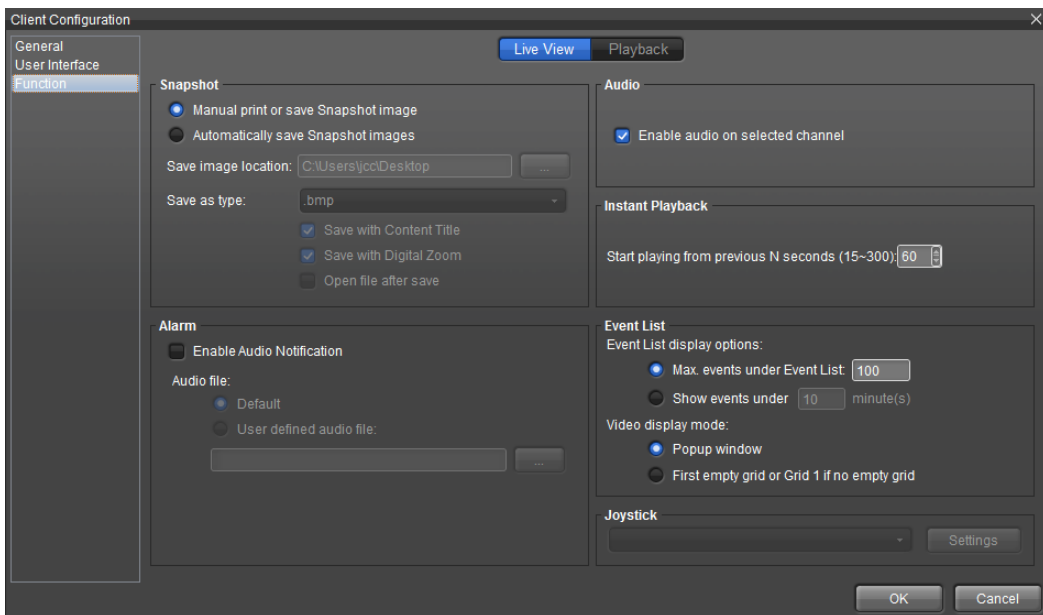 Client Configuration
General
User Interface
Function
Live View
Playback
Snapshot
Manual print or save Snapshot image
Automatically save Snapshot images
Save image location: C:\Users\jcc\Desktop ...
Save as type: .bmp
Save with Content Title
Save with Digital Zoom
Open file after save
Alarm
Enable Audio Notification
Audio file:
Default
User defined audio file:
...
Audio
Enable audio on selected channel
Instant Playback
Start playing from previous N seconds (15~300): 60
Event List
Event List display options:
Max. events under Event List: 100
Show events under 10 minute(s)
Video display mode:
Popup window
First empty grid or Grid 1 if no empty grid
Joystick
Settings
OK
Cancel